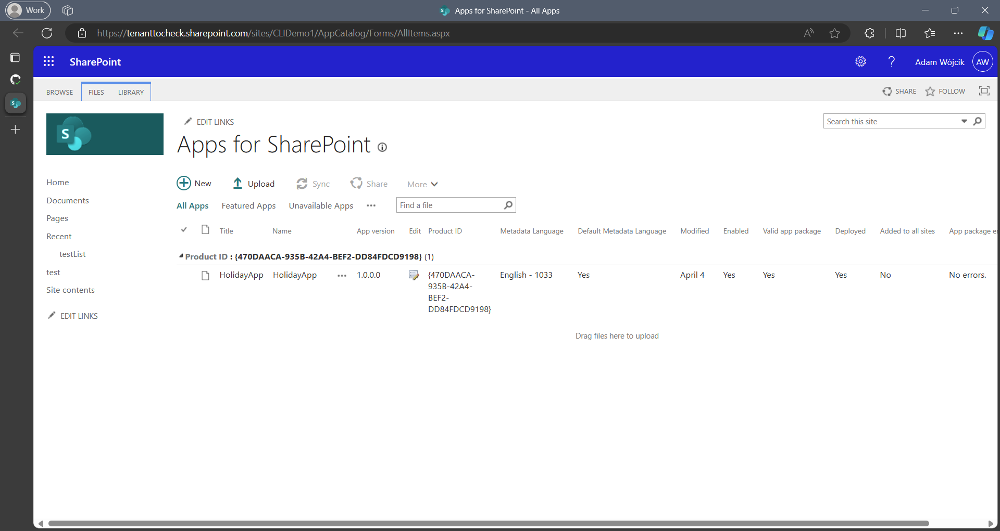 Work
Apps for SharePoint - All Apps
https://tenanttocheck.sharepoint.com/sites/CLIDemo1/AppCatalog/Forms/AllItems.aspx
SharePoint
Adam Wójcik AW
BROWSE FILES LIBRARY
SHARE FOLLOW
S
EDIT LINKS
Search this site
Apps for SharePoint
Home
Documents
Pages
Recent
testList
test
Site contents
EDIT LINKS
New Upload Sync Share More
All Apps Featured Apps Unavailable Apps ••• Find a file
Title Name App version Edit Product ID Metadata Language Default Metadata Language Modified Enabled Valid app package Deployed Added to all sites App package
Product ID : {470DAACA-935B-42A4-BEF2-DD84FDCD9198} (1)
HolidayApp HolidayApp ••• 1.0.0.0 {470DAACA- English - 1033 Yes April 4 Yes Yes Yes No No errors.
935B-42A4-
BEF2-
DD84FDCD9198}
Drag files here to upload